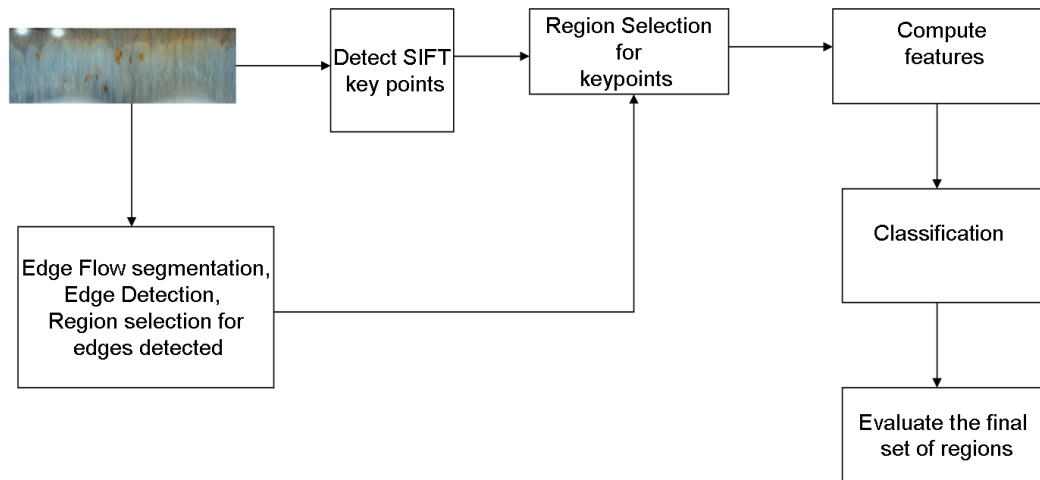 Detect SIFT
key points
Region Selection
for
keypoints
Compute
features
Edge Flow segmentation,
Edge Detection,
Region selection for
edges detected
Classification
Evaluate the final
set of regions